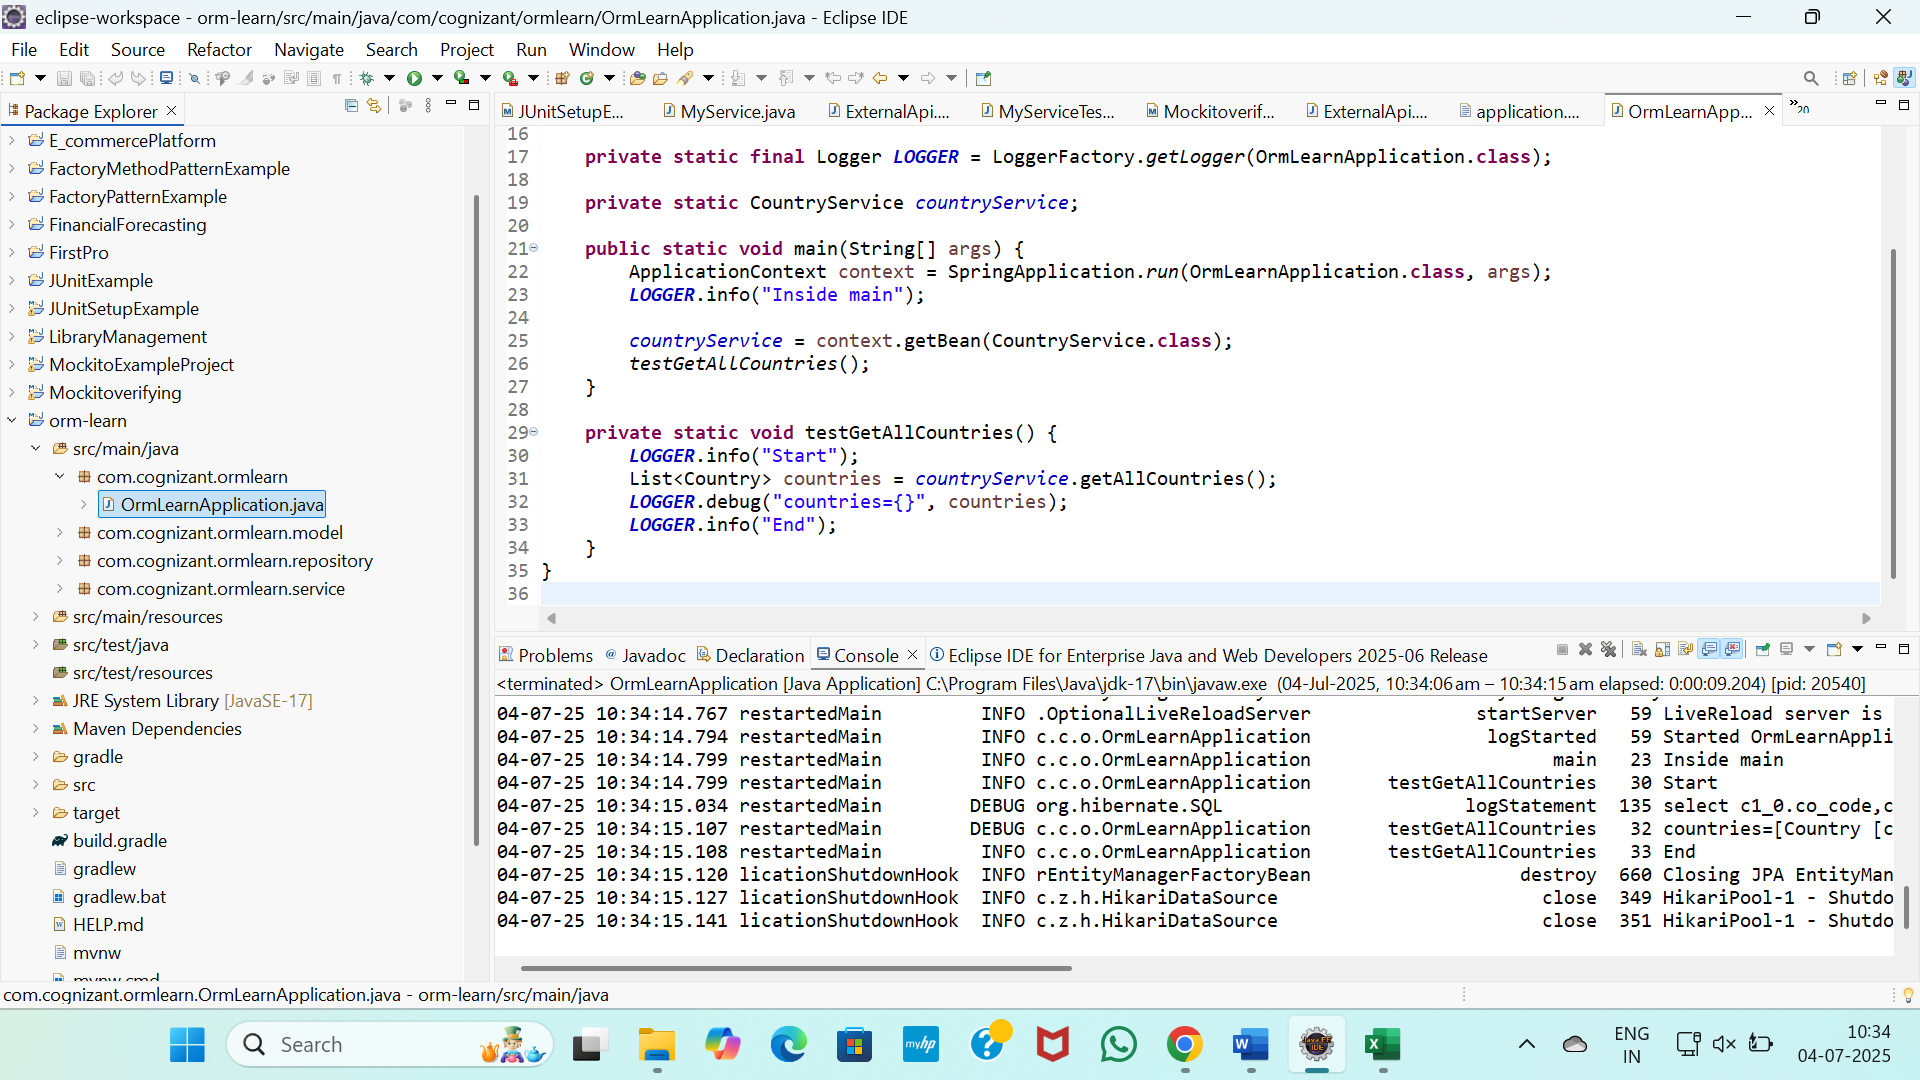 eclipse-workspace - orm-learn/src/main/java/com/cognizant/ormlearn/OrmLearnApplication.java - Eclipse IDE
File Edit Source Refactor Navigate Search Project Run Window Help
Package Explorer
JUnitSetupE... MyService.java ExternalApi.... MyServiceTes... Mockitoverif... ExternalApi.... application.... OrmLearnApp... »20
E_commercePlatform
FactoryMethodPatternExample
FactoryPatternExample
FinancialForecasting
FirstPro
JUnitExample
JUnitSetupExample
LibraryManagement
MockitoExampleProject
Mockitoverifying
orm-learn
src/main/java
com.cognizant.ormlearn
OrmLearnApplication.java
com.cognizant.ormlearn.model
com.cognizant.ormlearn.repository
com.cognizant.ormlearn.service
src/main/resources
src/test/java
src/test/resources
JRE System Library [JavaSE-17]
Maven Dependencies
gradle
src
target
build.gradle
gradlew
gradlew.bat
HELP.md
mvnw
mvnw.cmd
16
17 private static final Logger LOGGER = LoggerFactory.getLogger(OrmLearnApplication.class);
18
19 private static CountryService countryService;
20
21 public static void main(String[] args) {
22 ApplicationContext context = SpringApplication.run(OrmLearnApplication.class, args);
23 LOGGER.info("Inside main");
24
25 countryService = context.getBean(CountryService.class);
26 testGetAllCountries();
27 }
28
29 private static void testGetAllCountries() {
30 LOGGER.info("Start");
31 List<Country> countries = countryService.getAllCountries();
32 LOGGER.debug("countries={}", countries);
33 LOGGER.info("End");
34 }
35 }
36
Problems @ Javadoc Declaration Console Eclipse IDE for Enterprise Java and Web Developers 2025-06 Release
<terminated> OrmLearnApplication [Java Application] C:\Program Files\Java\jdk-17\bin\javaw.exe (04-Jul-2025, 10:34:06 am – 10:34:15 am elapsed: 0:00:09.204) [pid: 20540]
04-07-25 10:34:14.767 restartedMain INFO .OptionalLiveReloadServer startServer 59 LiveReload server is
04-07-25 10:34:14.794 restartedMain INFO c.c.o.OrmLearnApplication logStarted 59 Started OrmLearnAppli
04-07-25 10:34:14.799 restartedMain INFO c.c.o.OrmLearnApplication main 23 Inside main
04-07-25 10:34:14.799 restartedMain INFO c.c.o.OrmLearnApplication testGetAllCountries 30 Start
04-07-25 10:34:15.034 restartedMain DEBUG org.hibernate.SQL logStatement 135 select c1_0.co_code,c
04-07-25 10:34:15.107 restartedMain DEBUG c.c.o.OrmLearnApplication testGetAllCountries 32 countries=[Country [c
04-07-25 10:34:15.108 restartedMain INFO c.c.o.OrmLearnApplication testGetAllCountries 33 End
04-07-25 10:34:15.120 licationShutdownHook INFO rEntityManagerFactoryBean destroy 660 Closing JPA EntityMan
04-07-25 10:34:15.127 licationShutdownHook INFO c.z.h.HikariDataSource close 349 HikariPool-1 - Shutdo
04-07-25 10:34:15.141 licationShutdownHook INFO c.z.h.HikariDataSource close 351 HikariPool-1 - Shutdo
com.cognizant.ormlearn.OrmLearnApplication.java - orm-learn/src/main/java
Search
myhp
Java EE
IDE
ENG
IN
10:34
04-07-2025